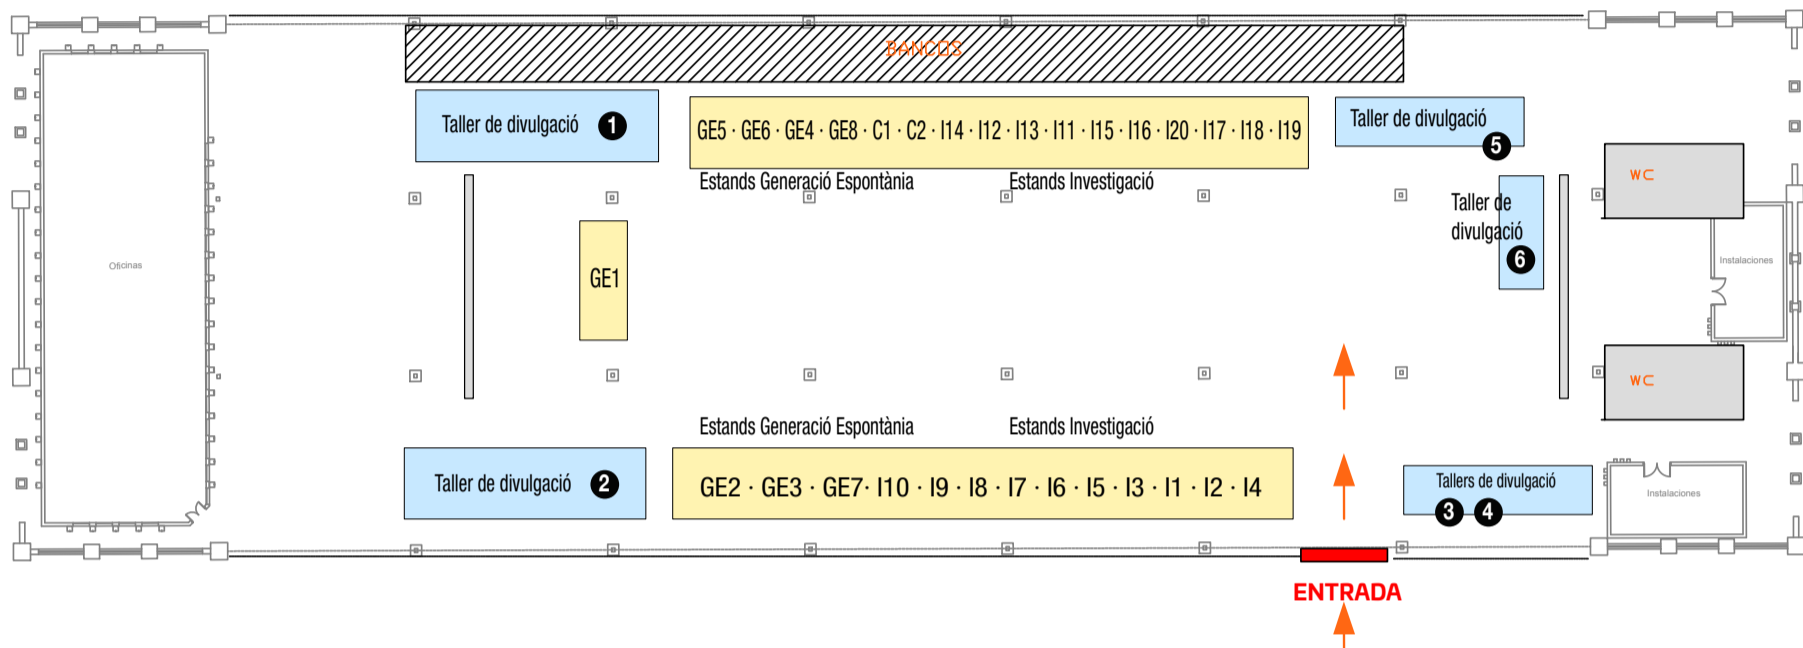 BANCOS
Taller de divulgació 1
GE5 · GE6 · GE4 · GE8 · C1 · C2 · I14 · I12 · I13 · I11 · I15 · I16 · I20 · I17 · I18 · I19
Taller de divulgació
5
Estands Generació Espontània
Estands Investigació
WC
Taller de
divulgació
6
Oficinas
GE1
Instalaciones
WC
Estands Generació Espontània
Estands Investigació
Taller de divulgació 2
GE2 · GE3 · GE7· I10 · I9 · I8 · I7 · I6 · I5 · I3 · I1 · I2 · I4
Tallers de divulgació
3 4
Instalaciones
ENTRADA